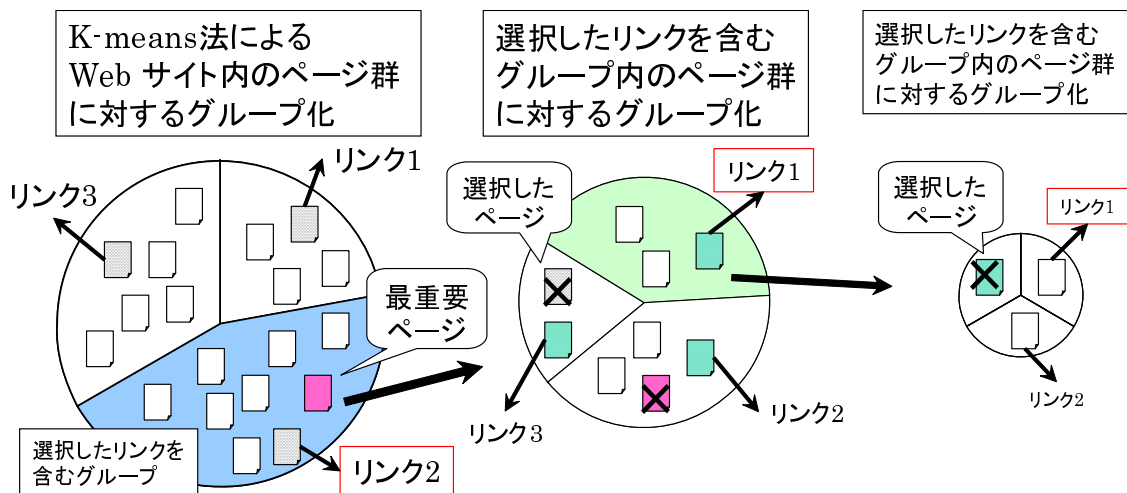 K-means法による
Web サイト内のページ群
に対するグループ化
選択したリンクを含む
グループ内のページ群
に対するグループ化
選択したリンクを含む
グループ内のページ群
に対するグループ化
リンク3
リンク1
最重要
ページ
選択したリンクを
含むグループ
リンク2
選択した
ページ
リンク1
リンク3
リンク2
選択した
ページ
リンク1
リンク2